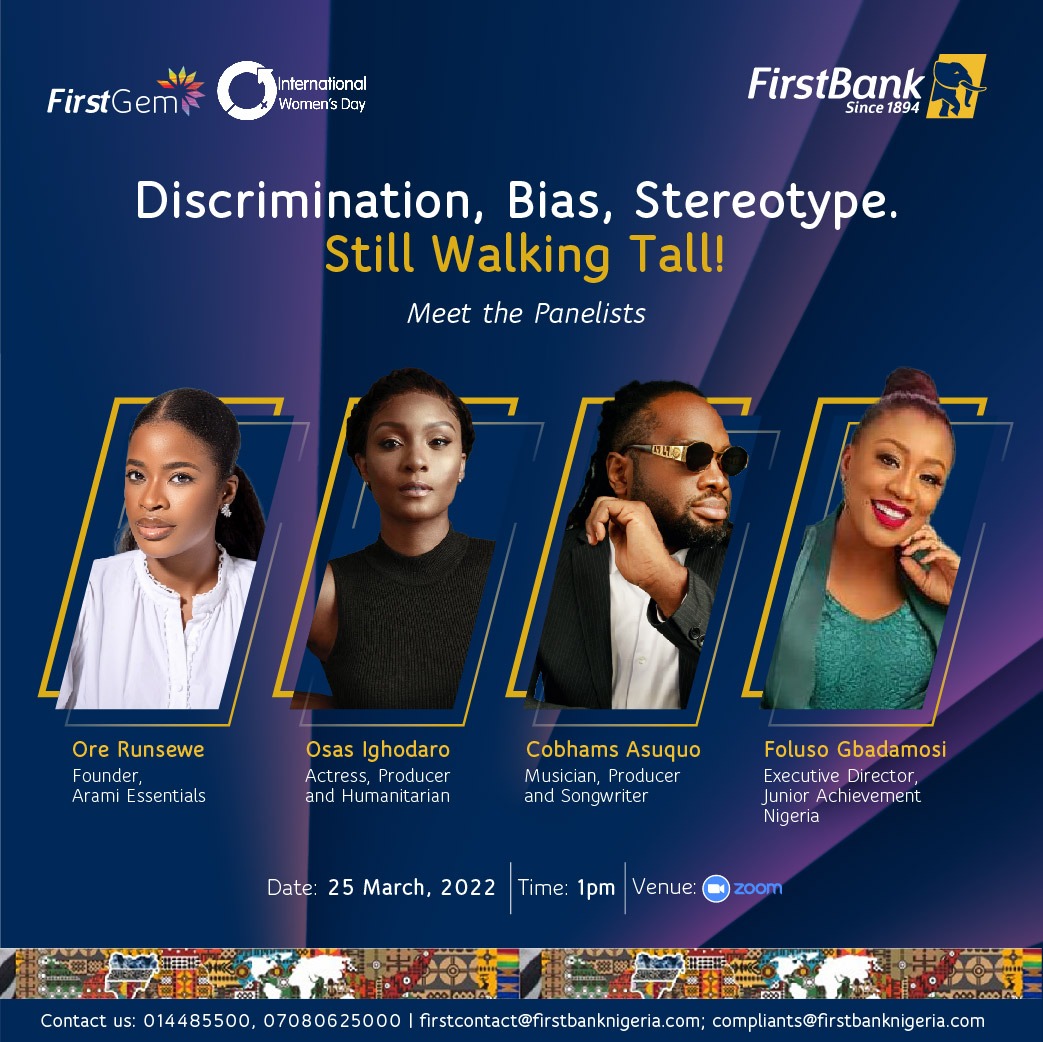 FirstGem
International
Women's Day
FirstBank
Since 1894
Discrimination, Bias, Stereotype.
Still Walking Tall!
Meet the Panelists
Ore Runsewe
Founder,
Arami Essentials
Osas Ighodaro
Actress, Producer
and Humanitarian
Cobhams Asuquo
Musician, Producer
and Songwriter
Foluso Gbadamosi
Executive Director,
Junior Achievement
Nigeria
Date: 25 March, 2022 | Time: 1pm | Venue: zoom
Contact us: 014485500, 07080625000 | firstcontact@firstbanknigeria.com; compliants@firstbanknigeria.com